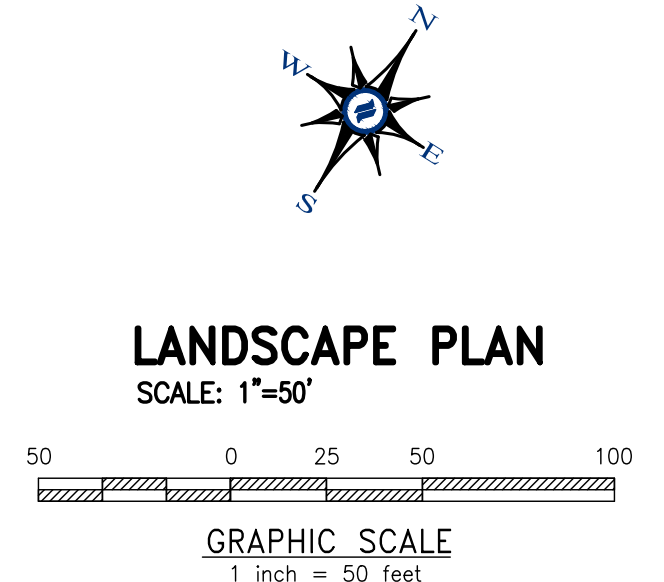 N
W
E
S
LANDSCAPE PLAN
SCALE: 1"=50'
50 0 25 50 100
GRAPHIC SCALE
1 inch = 50 feet